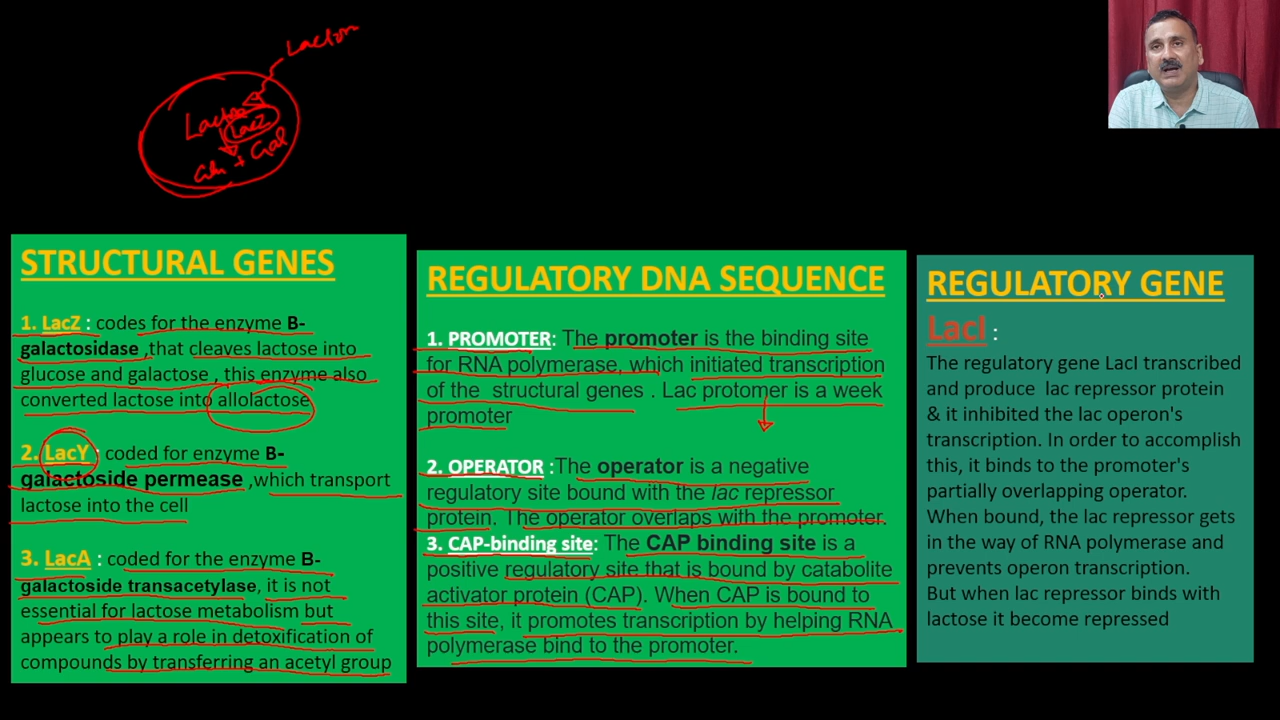 Lacton
Lactos
LacZ
Glu + Gal
STRUCTURAL GENES
1. LacZ : codes for the enzyme B-
galactosidase ,that cleaves lactose into
glucose and galactose , this enzyme also
converted lactose into allolactose
2. LacY : coded for enzyme B-
galactoside permease ,which transport
lactose into the cell
3. LacA : coded for the enzyme B-
galactoside transacetylase, it is not
essential for lactose metabolism but
appears to play a role in detoxification of
compounds by transferring an acetyl group
REGULATORY DNA SEQUENCE
1. PROMOTER: The promoter is the binding site
for RNA polymerase, which initiated transcription
of the structural genes . Lac protomer is a week
promoter
2. OPERATOR :The operator is a negative
regulatory site bound with the lac repressor
protein. The operator overlaps with the promoter.
3. CAP-binding site: The CAP binding site is a
positive regulatory site that is bound by catabolite
activator protein (CAP). When CAP is bound to
this site, it promotes transcription by helping RNA
polymerase bind to the promoter.
REGULATORY GENE
LacI :
The regulatory gene LacI transcribed
and produce lac repressor protein
& it inhibited the lac operon's
transcription. In order to accomplish
this, it binds to the promoter's
partially overlapping operator.
When bound, the lac repressor gets
in the way of RNA polymerase and
prevents operon transcription.
But when lac repressor binds with
lactose it become repressed